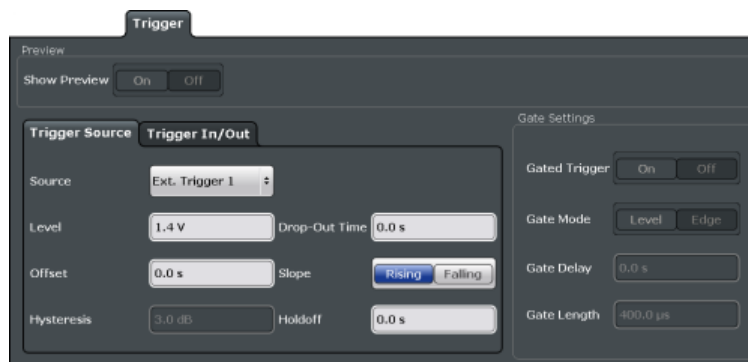 Trigger
Preview
Show Preview On Off
Trigger Source Trigger In/Out
Source Ext. Trigger 1
Level 1.4 V Drop-Out Time 0.0 s
Offset 0.0 s Slope Rising Falling
Hysteresis 3.0 dB Holdoff 0.0 s
Gate Settings
Gated Trigger On Off
Gate Mode Level Edge
Gate Delay 0.0 s
Gate Length 400.0 µs